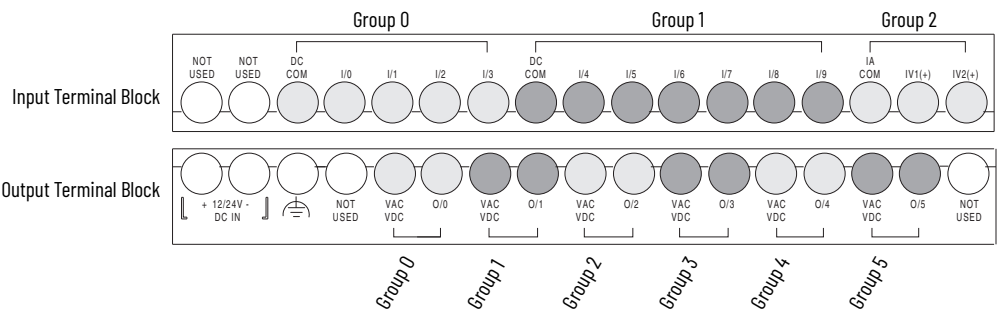 Group 0 Group 1 Group 2
NOT NOT DC DC IA
USED USED COM I/0 I/1 I/2 I/3 COM I/4 I/5 I/6 I/7 I/8 I/9 COM IV1(+) IV2(+)
Input Terminal Block
Output Terminal Block
+ 12/24V - NOT VAC O/0 VAC O/1 VAC O/2 VAC O/3 VAC O/4 VAC O/5 NOT
DC IN USED VDC VDC VDC VDC VDC VDC USED
Group 0 Group 1 Group 2 Group 3 Group 4 Group 5